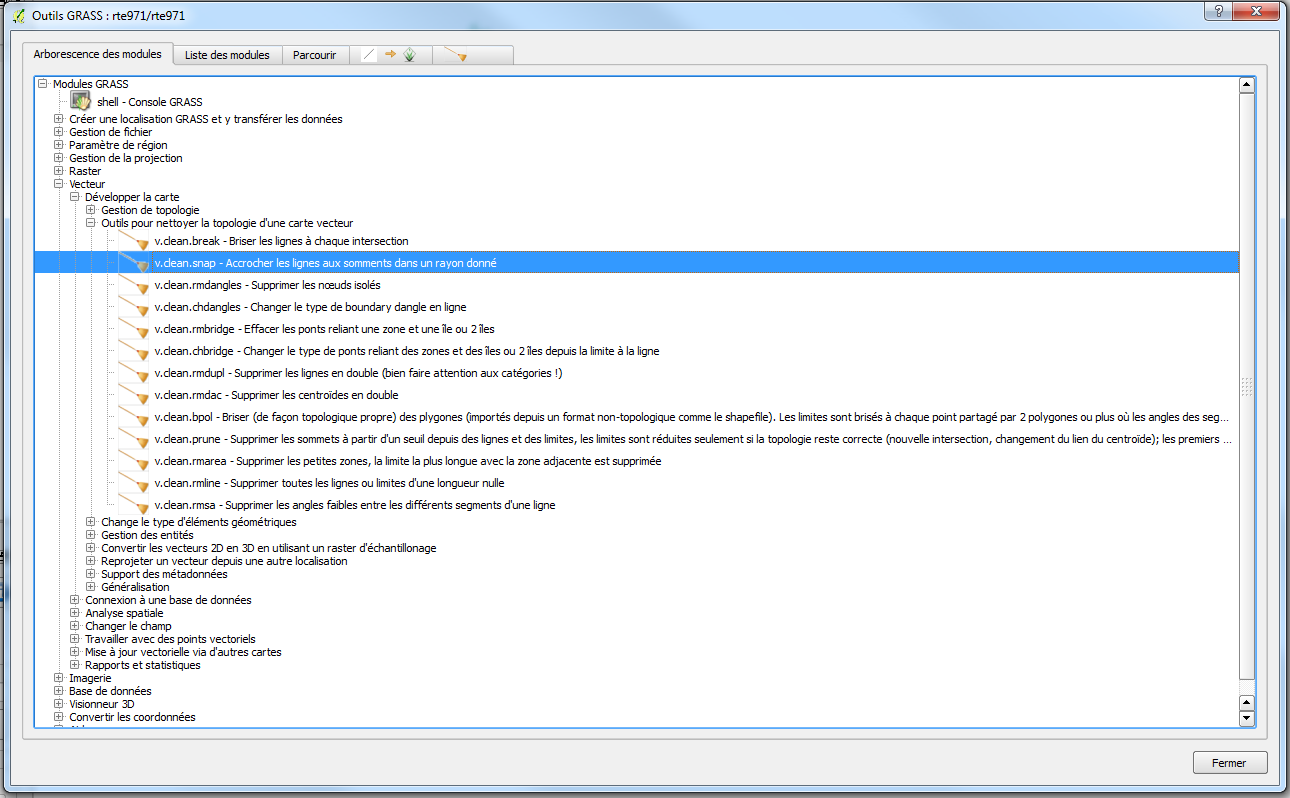 Outils GRASS : rte971/rte971
Arborescence des modules
Liste des modules
Parcourir
Modules GRASS
shell - Console GRASS
Créer une localisation GRASS et y transférer les données
Gestion de fichier
Paramètre de région
Gestion de la projection
Raster
Vecteur
Développer la carte
Gestion de topologie
Outils pour nettoyer la topologie d'une carte vecteur
v.clean.break - Briser les lignes à chaque intersection
v.clean.snap - Accrocher les lignes aux somments dans un rayon donné
v.clean.rmdangles - Supprimer les nœuds isolés
v.clean.chdangles - Changer le type de boundary dangle en ligne
v.clean.rmbridge - Effacer les ponts reliant une zone et une île ou 2 îles
v.clean.chbridge - Changer le type de ponts reliant des zones et des îles ou 2 îles depuis la limite à la ligne
v.clean.rmdupl - Supprimer les lignes en double (bien faire attention aux catégories !)
v.clean.rmdac - Supprimer les centroïdes en double
v.clean.bpol - Briser (de façon topologique propre) des plygones (importés depuis un format non-topologique comme le shapefile). Les limites sont brisés à chaque point partagé par 2 polygones ou plus où les angles des seg...
v.clean.prune - Supprimer les sommets à partir d'un seuil depuis des lignes et des limites, les limites sont réduites seulement si la topologie reste correcte (nouvelle intersection, changement du lien du centroïde); les premiers ...
v.clean.rmarea - Supprimer les petites zones, la limite la plus longue avec la zone adjacente est supprimée
v.clean.rmline - Supprimer toutes les lignes ou limites d'une longueur nulle
v.clean.rmsa - Supprimer les angles faibles entre les différents segments d'une ligne
Change le type d'éléments géométriques
Gestion des entités
Convertir les vecteurs 2D en 3D en utilisant un raster d'échantillonage
Reprojeter un vecteur depuis une autre localisation
Support des métadonnées
Généralisation
Connexion à une base de données
Analyse spatiale
Changer le champ
Travailler avec des points vectoriels
Mise à jour vectorielle via d'autres cartes
Rapports et statistiques
Imagerie
Base de données
Visionneur 3D
Convertir les coordonnées
Fermer